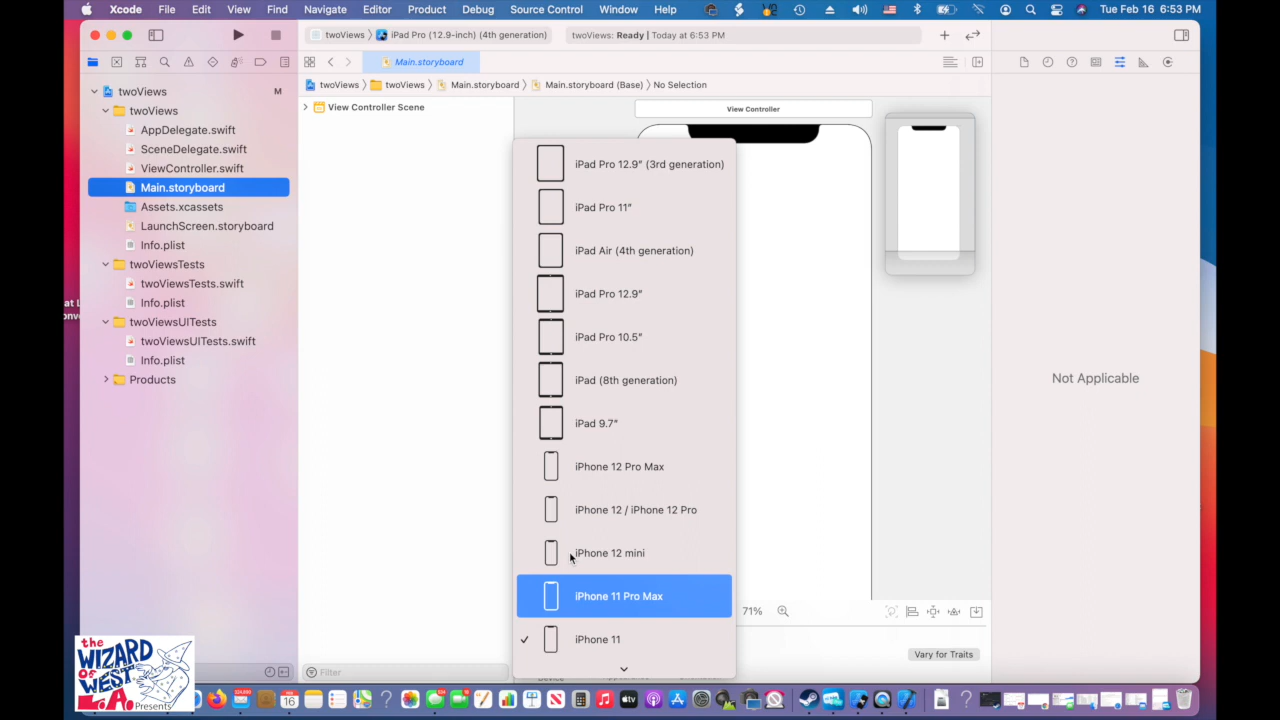 Xcode File Edit View Find Navigate Editor Product Debug Source Control Window Help Tue Feb 16 6:53 PM
twoViews iPad Pro (12.9-inch) (4th generation) twoViews: Ready | Today at 6:53 PM
Main.storyboard
twoViews twoViews Main.storyboard Main.storyboard (Base) No Selection
twoViews M
twoViews
AppDelegate.swift
SceneDelegate.swift
ViewController.swift
Main.storyboard
Assets.xcassets
LaunchScreen.storyboard
Info.plist
twoViewsTests
twoViewsTests.swift
Info.plist
twoViewsUITests
twoViewsUITests.swift
Info.plist
Products
View Controller Scene
View Controller
iPad Pro 12.9" (3rd generation)
iPad Pro 11"
iPad Air (4th generation)
iPad Pro 12.9"
iPad Pro 10.5"
iPad (8th generation)
iPad 9.7"
iPhone 12 Pro Max
iPhone 12 / iPhone 12 Pro
iPhone 12 mini
iPhone 11 Pro Max
iPhone 11
71%
Vary for Traits
Not Applicable
Filter
the
WIZARD
OF
WEST
L.A.
Presents